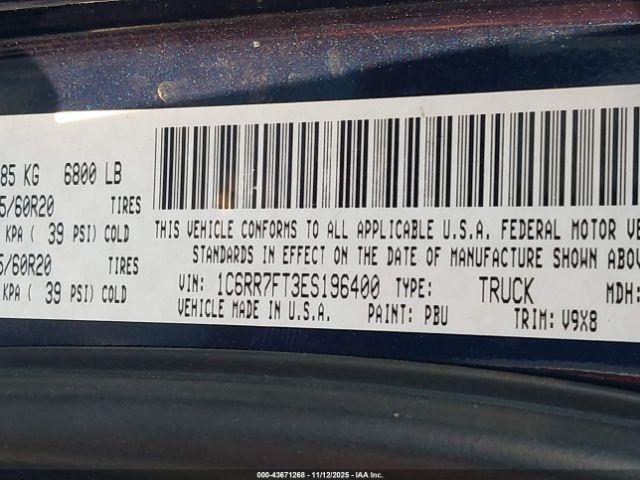 85 KG 6800 LB
5/60R20 TIRES
KPA ( 39 PSI) COLD
5/60R20 TIRES
KPA ( 39 PSI) COLD
THIS VEHICLE CONFORMS TO ALL APPLICABLE U.S.A. FEDERAL MOTOR VE
STANDARDS IN EFFECT ON THE DATE OF MANUFACTURE SHOWN ABOV
VIN: 1C6RR7FT3ES196400 TYPE: TRUCK MDH:
VEHICLE MADE IN U.S.A. PAINT: PBU TRIM: V9X8
000-43671268 - 11/12/2025 - IAA Inc.